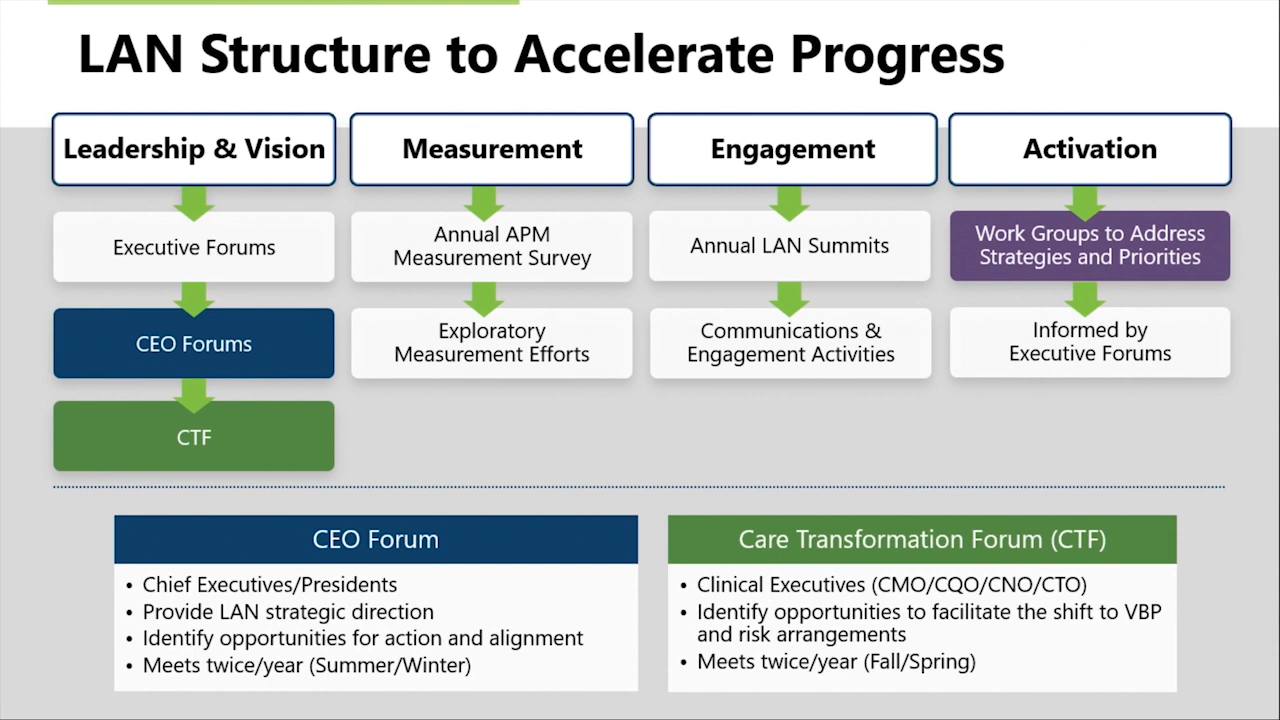 LAN Structure to Accelerate Progress
Leadership & Vision
Executive Forums
CEO Forums
CTF
Measurement
Annual APM
Measurement Survey
Exploratory
Measurement Efforts
Engagement
Annual LAN Summits
Communications &
Engagement Activities
Activation
Work Groups to Address
Strategies and Priorities
Informed by
Executive Forums
CEO Forum
• Chief Executives/Presidents
• Provide LAN strategic direction
• Identify opportunities for action and alignment
• Meets twice/year (Summer/Winter)
Care Transformation Forum (CTF)
• Clinical Executives (CMO/CQO/CNO/CTO)
• Identify opportunities to facilitate the shift to VBP
and risk arrangements
• Meets twice/year (Fall/Spring)